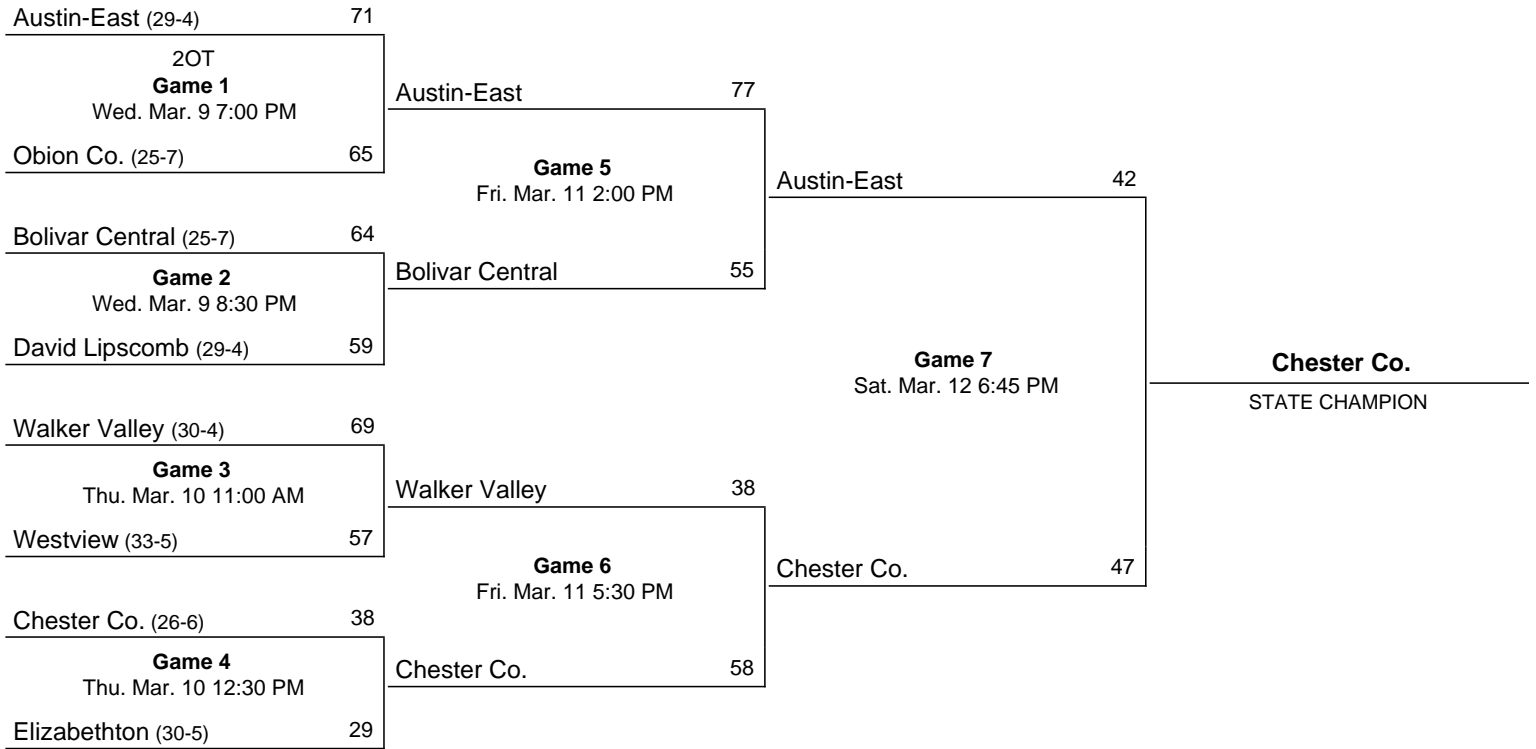 Austin-East (29-4) 71
2OT
Game 1
Wed. Mar. 9 7:00 PM
Obion Co. (25-7) 65
Bolivar Central (25-7) 64
Game 2
Wed. Mar. 9 8:30 PM
David Lipscomb (29-4) 59
Walker Valley (30-4) 69
Game 3
Thu. Mar. 10 11:00 AM
Westview (33-5) 57
Chester Co. (26-6) 38
Game 4
Thu. Mar. 10 12:30 PM
Elizabethton (30-5) 29
Austin-East 77
Game 5
Fri. Mar. 11 2:00 PM
Bolivar Central 55
Walker Valley 38
Game 6
Fri. Mar. 11 5:30 PM
Chester Co. 58
Austin-East 42
Game 7
Sat. Mar. 12 6:45 PM
Chester Co. 47
Chester Co.
STATE CHAMPION